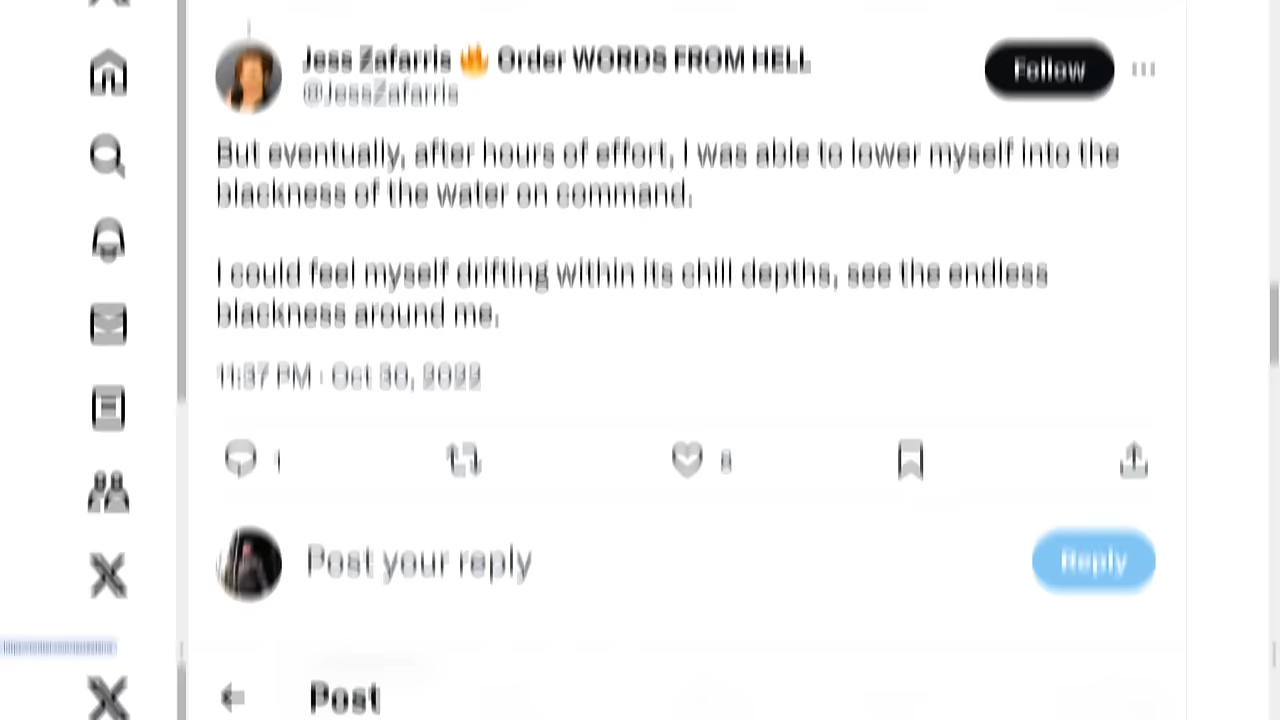 Jess Zafarris 🔥 Order WORDS FROM HELL
Follow
@JessZafarris
But eventually, after hours of effort, I was able to lower myself into the
blackness of the water on command.
I could feel myself drifting within its chill depths, see the endless
blackness around me.
11:37 PM · Oct 30, 2022
1
8
Post your reply
Reply
Post